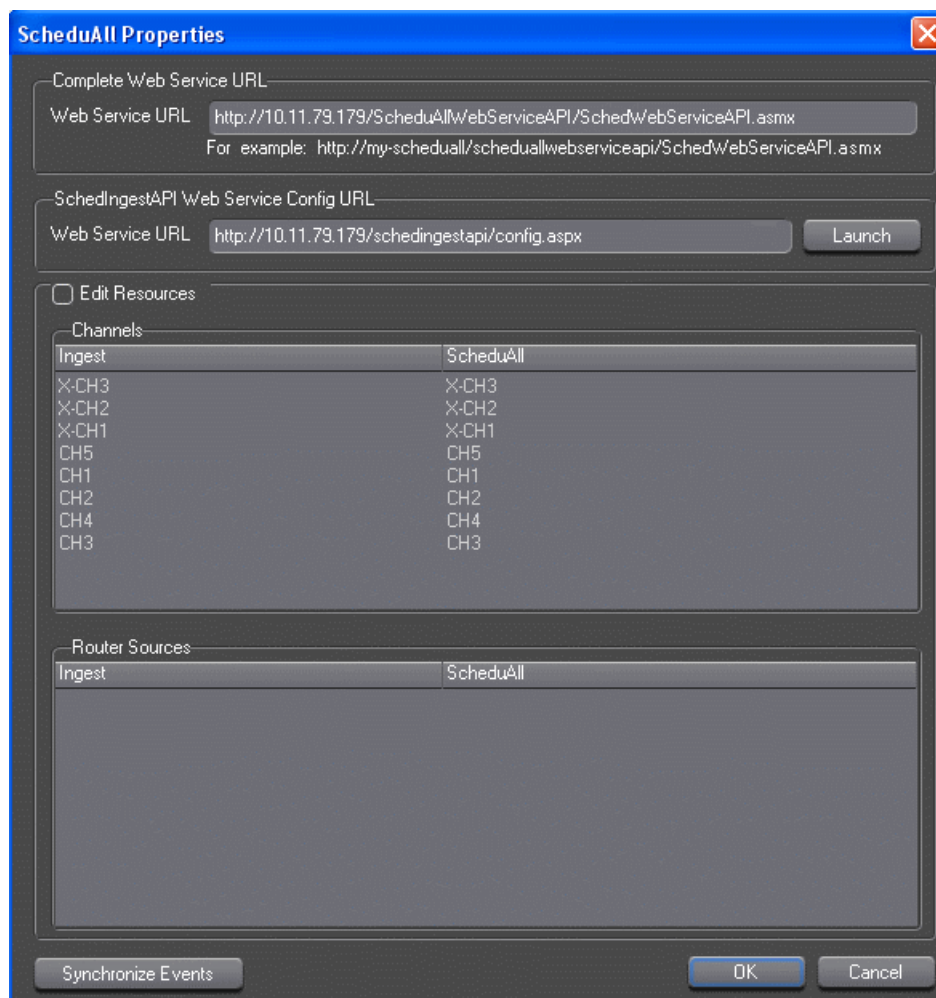 ScheduAll Properties
Complete Web Service URL
Web Service URL http://10.11.79.179/ScheduAllWebServiceAPI/SchedWebServiceAPI.asmx
For example: http://my-scheduall/scheduallwebserviceapi/SchedWebServiceAPI.asmx
SchedIngestAPI Web Service Config URL
Web Service URL http://10.11.79.179/schedingestapi/config.aspx Launch
Edit Resources
Channels
Ingest ScheduAll
X-CH3 X-CH3
X-CH2 X-CH2
X-CH1 X-CH1
CH5 CH5
CH1 CH1
CH2 CH2
CH4 CH4
CH3 CH3
Router Sources
Ingest ScheduAll
Synchronize Events OK Cancel